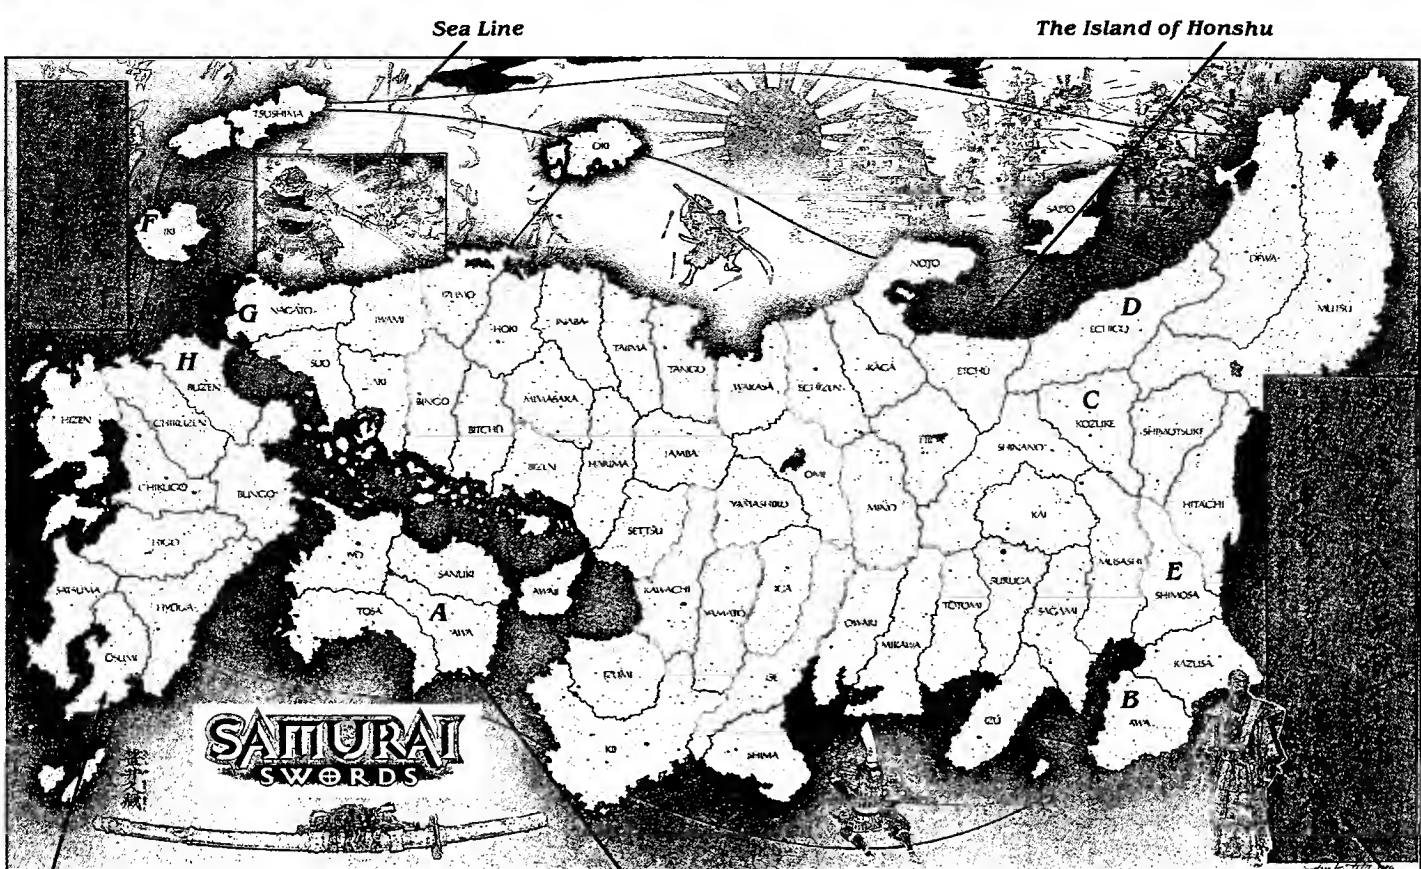 Sea Line
The Island of Honshu
TSUSHIMA
OKI
F
IKI
SADO
NOTO
DEWA
MUTSU
G
NAGATO
IWAMI
IZUMO
HOKI
INABA
TAJIMA
TANGO
WAKASA
ECHIZEN
KAGA
ETCHU
D
ECHIGO
H
BUZEN
SUO
AKI
BINGO
BITCHU
MIMASAKA
BIZEN
HARIMA
TAMBA
HIDA
SHINANO
C
KOZUKE
SHIMOTSUKE
HIZEN
CHIKUZEN
CHIKUGO
BUNGO
HIGO
SATSUMA
HYUGA
OSUMI
IYO
SANUKI
TOSA
A
AWA
AWAJI
SETTSU
YAMASHIRO
OMI
MINO
KAI
HITACHI
KAWACHI
YAMATO
IGA
OWARI
MIKAWA
TOTOMI
SURUGA
SAGAMI
MUSASHI
E
SHIMOSA
KAZUSA
IZUMI
ISE
KII
SHIMA
IZU
B
AWA
SAMURAI
SWORDS